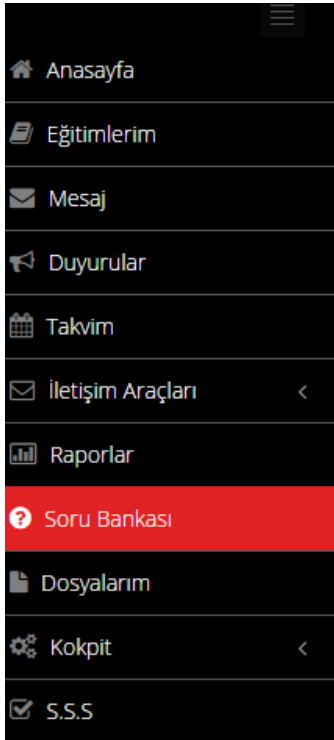 Anasayfa
Eğitimlerim
Mesaj
Duyurular
Takvim
İletişim Araçları
Raporlar
Soru Bankası
Dosyalarım
Kokpit
S.S.S